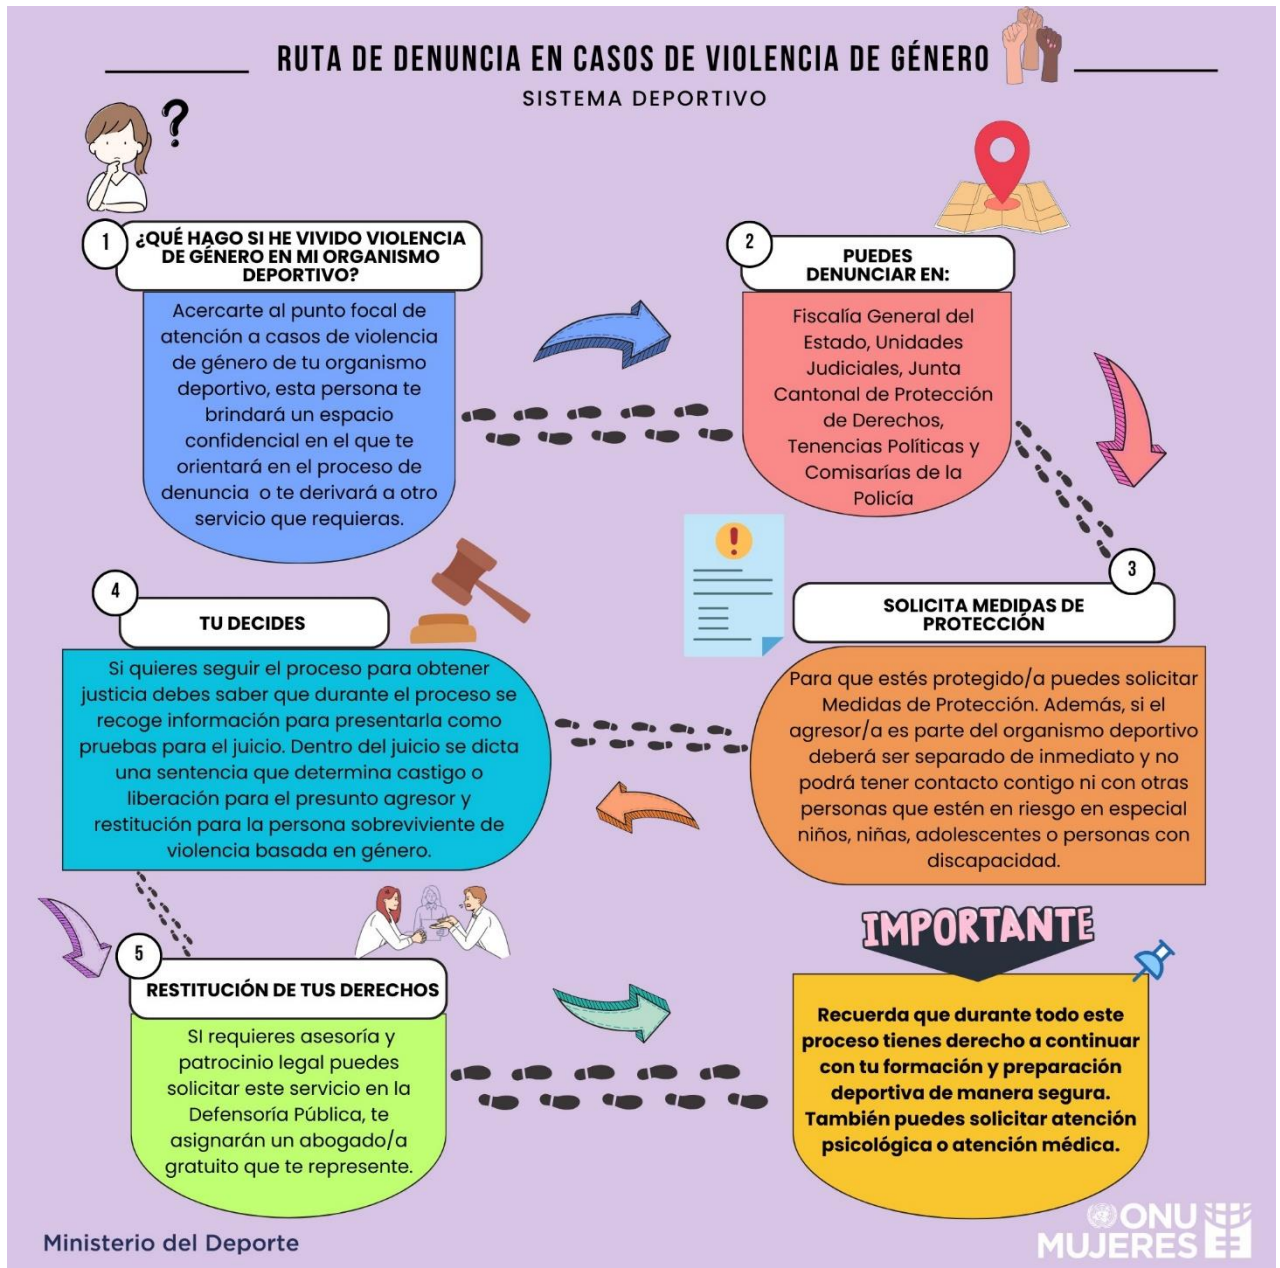 RUTA DE DENUNCIA EN CASOS DE VIOLENCIA DE GÉNERO
SISTEMA DEPORTIVO
?
1
¿QUÉ HAGO SI HE VIVIDO VIOLENCIA
DE GÉNERO EN MI ORGANISMO
DEPORTIVO?
Acercarte al punto focal de
atención a casos de violencia
de género de tu organismo
deportivo, esta persona te
brindará un espacio
confidencial en el que te
orientará en el proceso de
denuncia o te derivará a otro
servicio que requieras.
2
PUEDES
DENUNCIAR EN:
Fiscalía General del
Estado, Unidades
Judiciales, Junta
Cantonal de Protección
de Derechos,
Tenencias Políticas y
Comisarías de la
Policía
3
SOLICITA MEDIDAS DE
PROTECCIÓN
Para que estés protegido/a puedes solicitar
Medidas de Protección. Además, si el
agresor/a es parte del organismo deportivo
deberá ser separado de inmediato y no
podrá tener contacto contigo ni con otras
personas que estén en riesgo en especial
niños, niñas, adolescentes o personas con
discapacidad.
4
TU DECIDES
Si quieres seguir el proceso para obtener
justicia debes saber que durante el proceso se
recoge información para presentarla como
pruebas para el juicio. Dentro del juicio se dicta
una sentencia que determina castigo o
liberación para el presunto agresor y
restitución para la persona sobreviviente de
violencia basada en género.
5
RESTITUCIÓN DE TUS DERECHOS
SI requieres asesoría y
patrocinio legal puedes
solicitar este servicio en la
Defensoría Pública, te
asignarán un abogado/a
gratuito que te represente.
IMPORTANTE
Recuerda que durante todo este
proceso tienes derecho a continuar
con tu formación y preparación
deportiva de manera segura.
También puedes solicitar atención
psicológica o atención médica.
Ministerio del Deporte
ONU
MUJERES